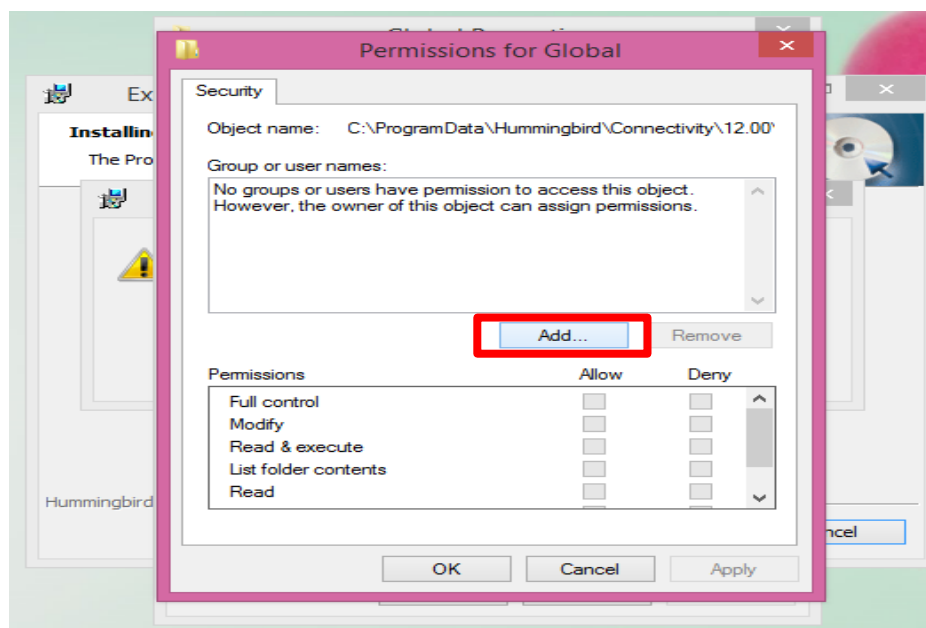 Permissions for Global
Ex
Security
Installin
The Pro
Object name: C:\ProgramData\Hummingbird\Connectivity\12.00\
Group or user names:
No groups or users have permission to access this object.
However, the owner of this object can assign permissions.
Add...
Remove
Permissions Allow Deny
Full control
Modify
Read & execute
List folder contents
Read
Hummingbird
ncel
OK
Cancel
Apply